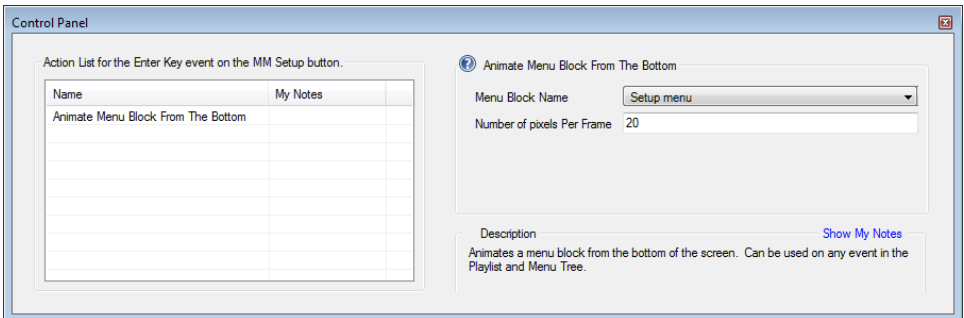 Control Panel
Action List for the Enter Key event on the MM Setup button.
Name My Notes
Animate Menu Block From The Bottom
Animate Menu Block From The Bottom
Menu Block Name Setup menu
Number of pixels Per Frame 20
Description Show My Notes
Animates a menu block from the bottom of the screen. Can be used on any event in the
Playlist and Menu Tree.